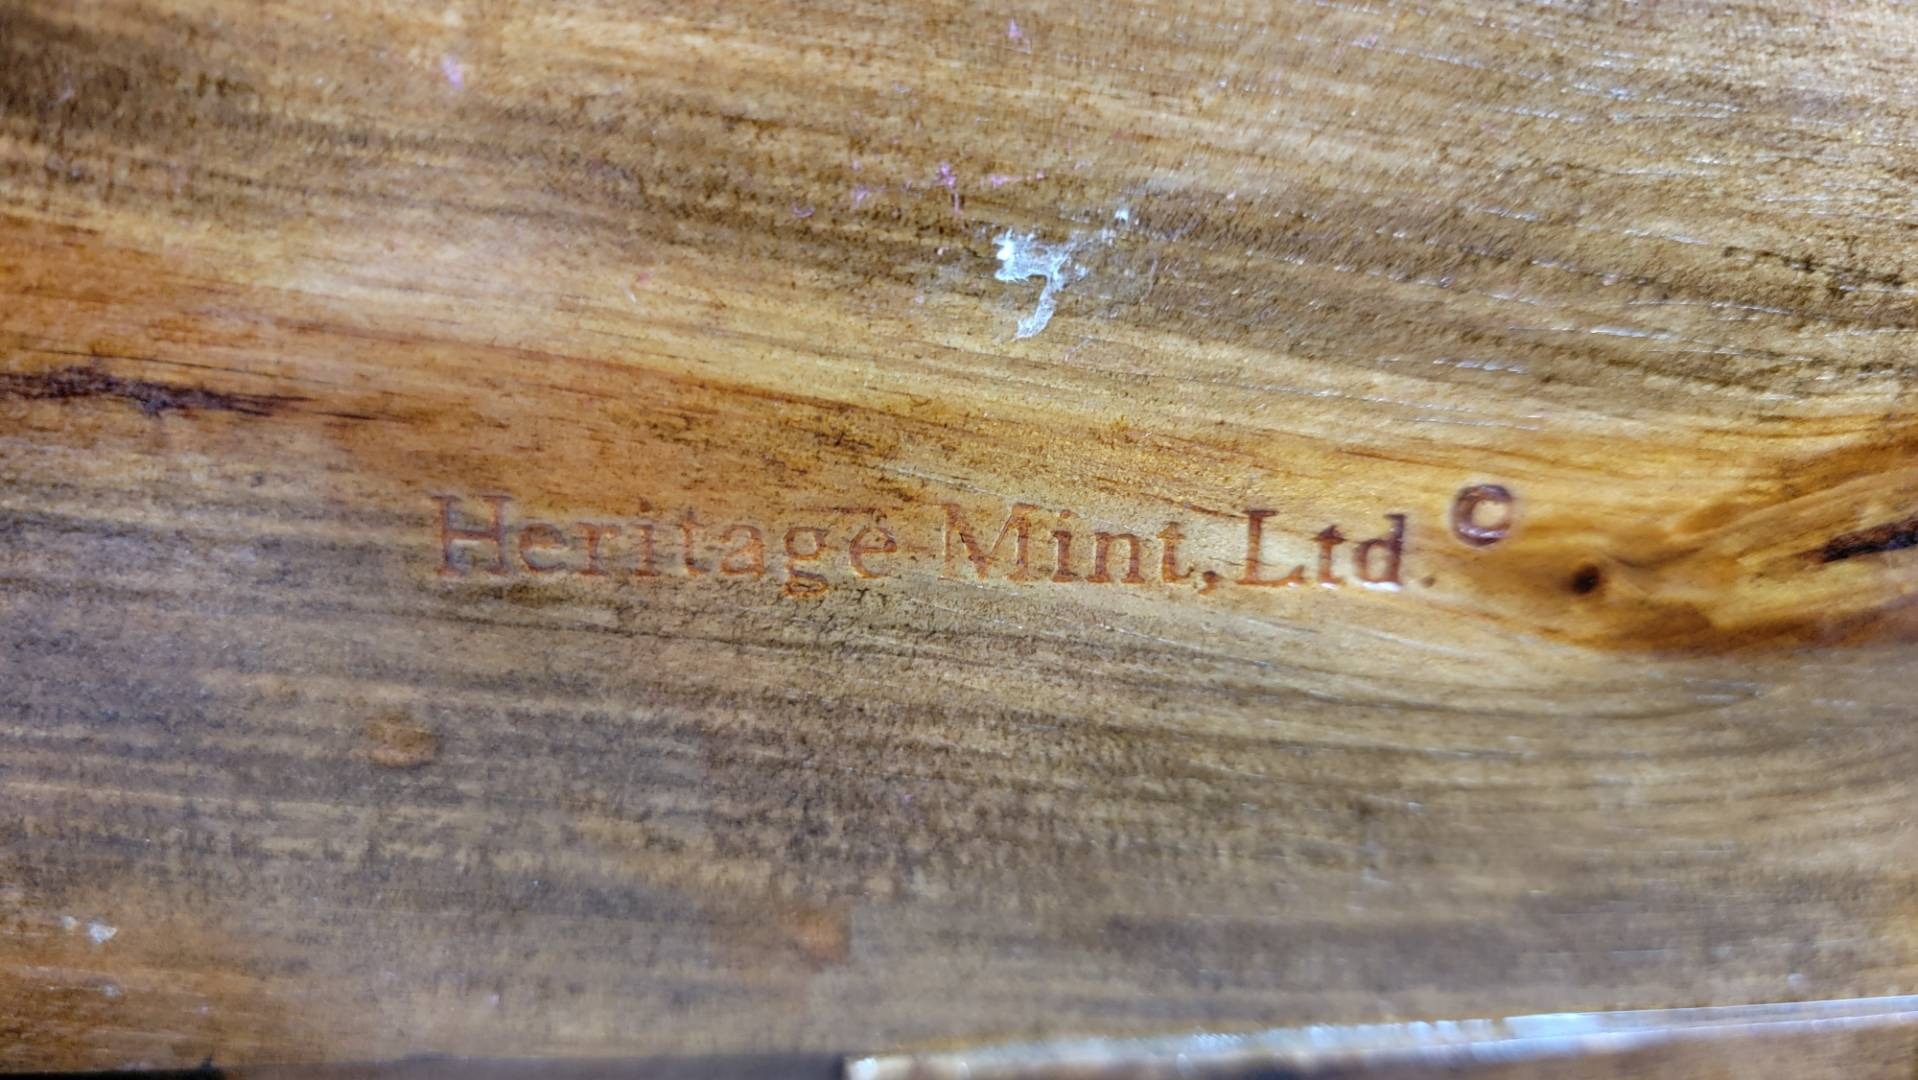 Heritage Mint, Ltd. ©